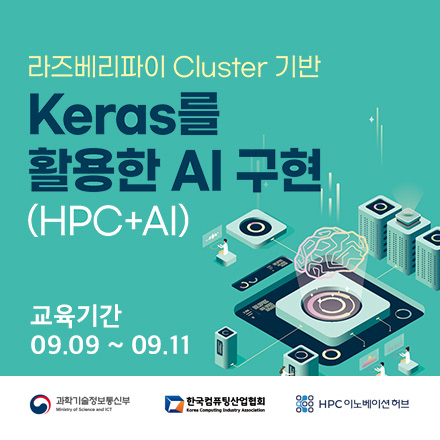 라즈베리파이 Cluster 기반
Keras를
활용한 AI 구현
(HPC+AI)
교육기간
09.09 ~ 09.11
과학기술정보통신부
Ministry of Science and ICT
한국컴퓨팅산업협회
Korea Computing Industry Association
HPC 이노베이션 허브